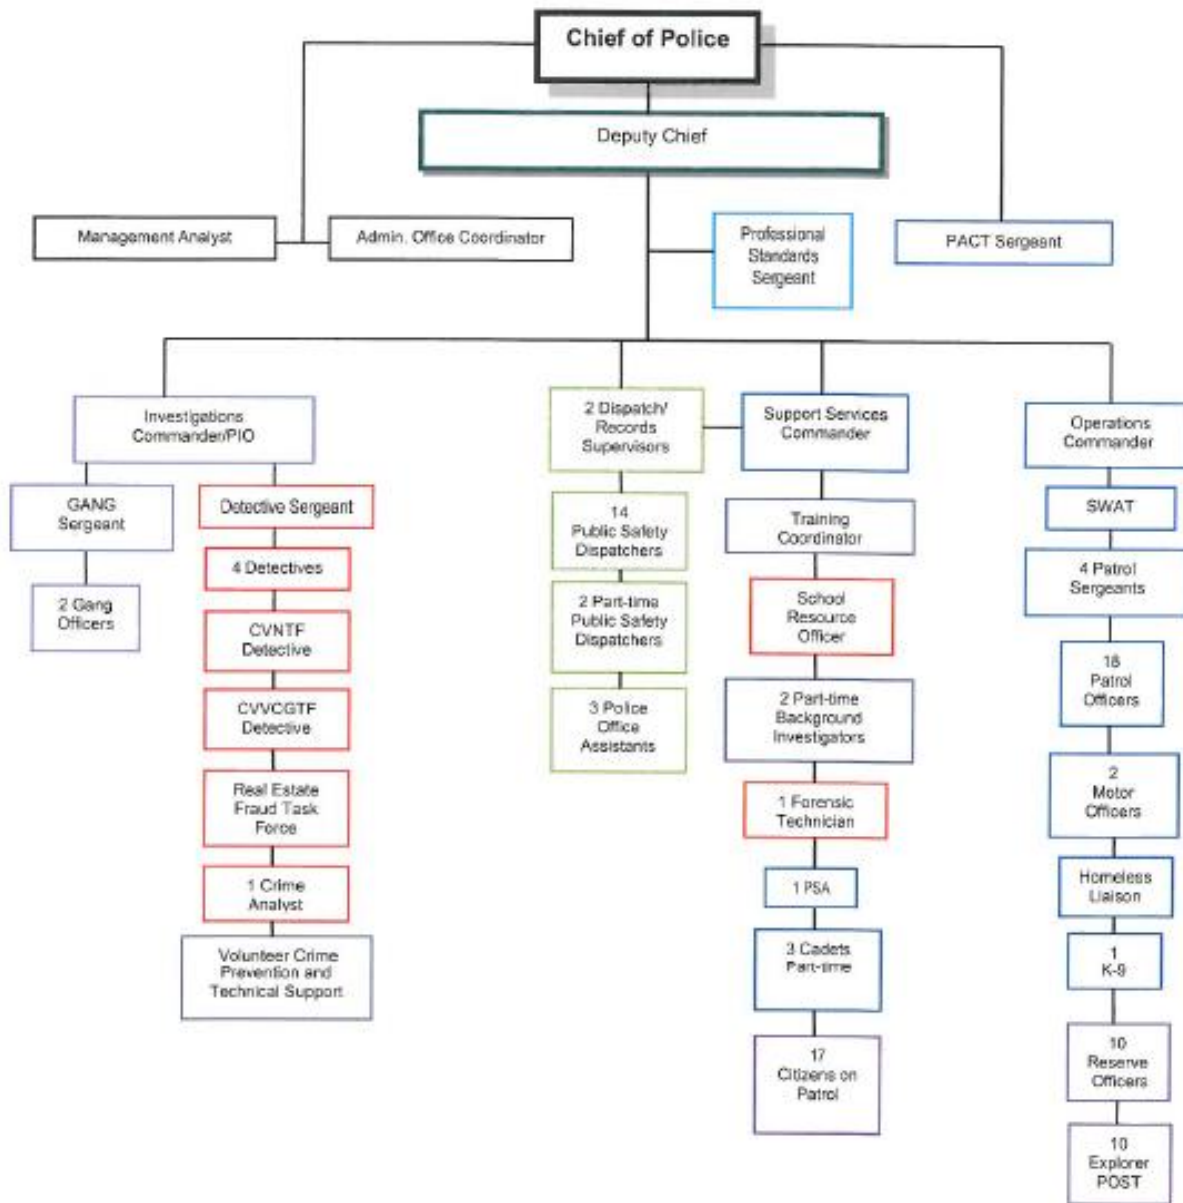 Chief of Police
Deputy Chief
Management Analyst
Admin. Office Coordinator
Professional
Standards
Sergeant
PACT Sergeant
Investigations
Commander/PIO
2 Dispatch/
Records
Supervisors
Support Services
Commander
Operations
Commander
GANG
Sergeant
2 Gang
Officers
Detective Sergeant
4 Detectives
CVNTF
Detective
CVVCGTF
Detective
Real Estate
Fraud Task
Force
1 Crime
Analyst
Volunteer Crime
Prevention and
Technical Support
14
Public Safety
Dispatchers
2 Part-time
Public Safety
Dispatchers
3 Police
Office
Assistants
Training
Coordinator
School
Resource
Officer
2 Part-time
Background
Investigators
1 Forensic
Technician
1 PSA
3 Cadets
Part-time
17
Citizens on
Patrol
SWAT
4 Patrol
Sergeants
18
Patrol
Officers
2
Motor
Officers
Homeless
Liaison
1
K-9
10
Reserve
Officers
10
Explorer
POST